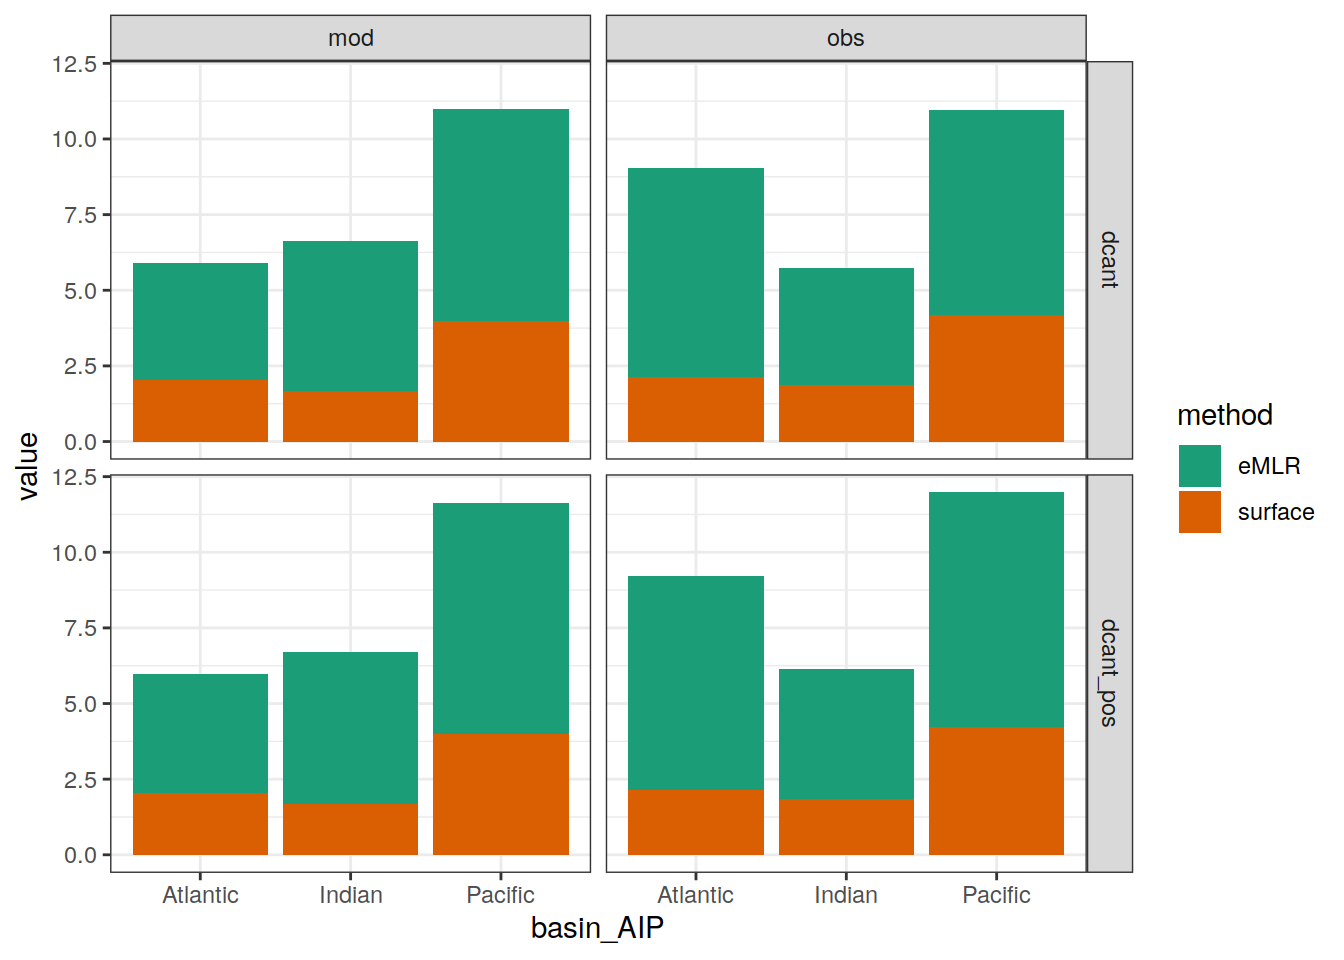 mod
obs
12.5
10.0
7.5
5.0
2.5
0.0
dcant
12.5
10.0
7.5
5.0
2.5
0.0
dcant_pos
value
Atlantic
Indian
Pacific
Atlantic
Indian
Pacific
basin_AIP
method
eMLR
surface